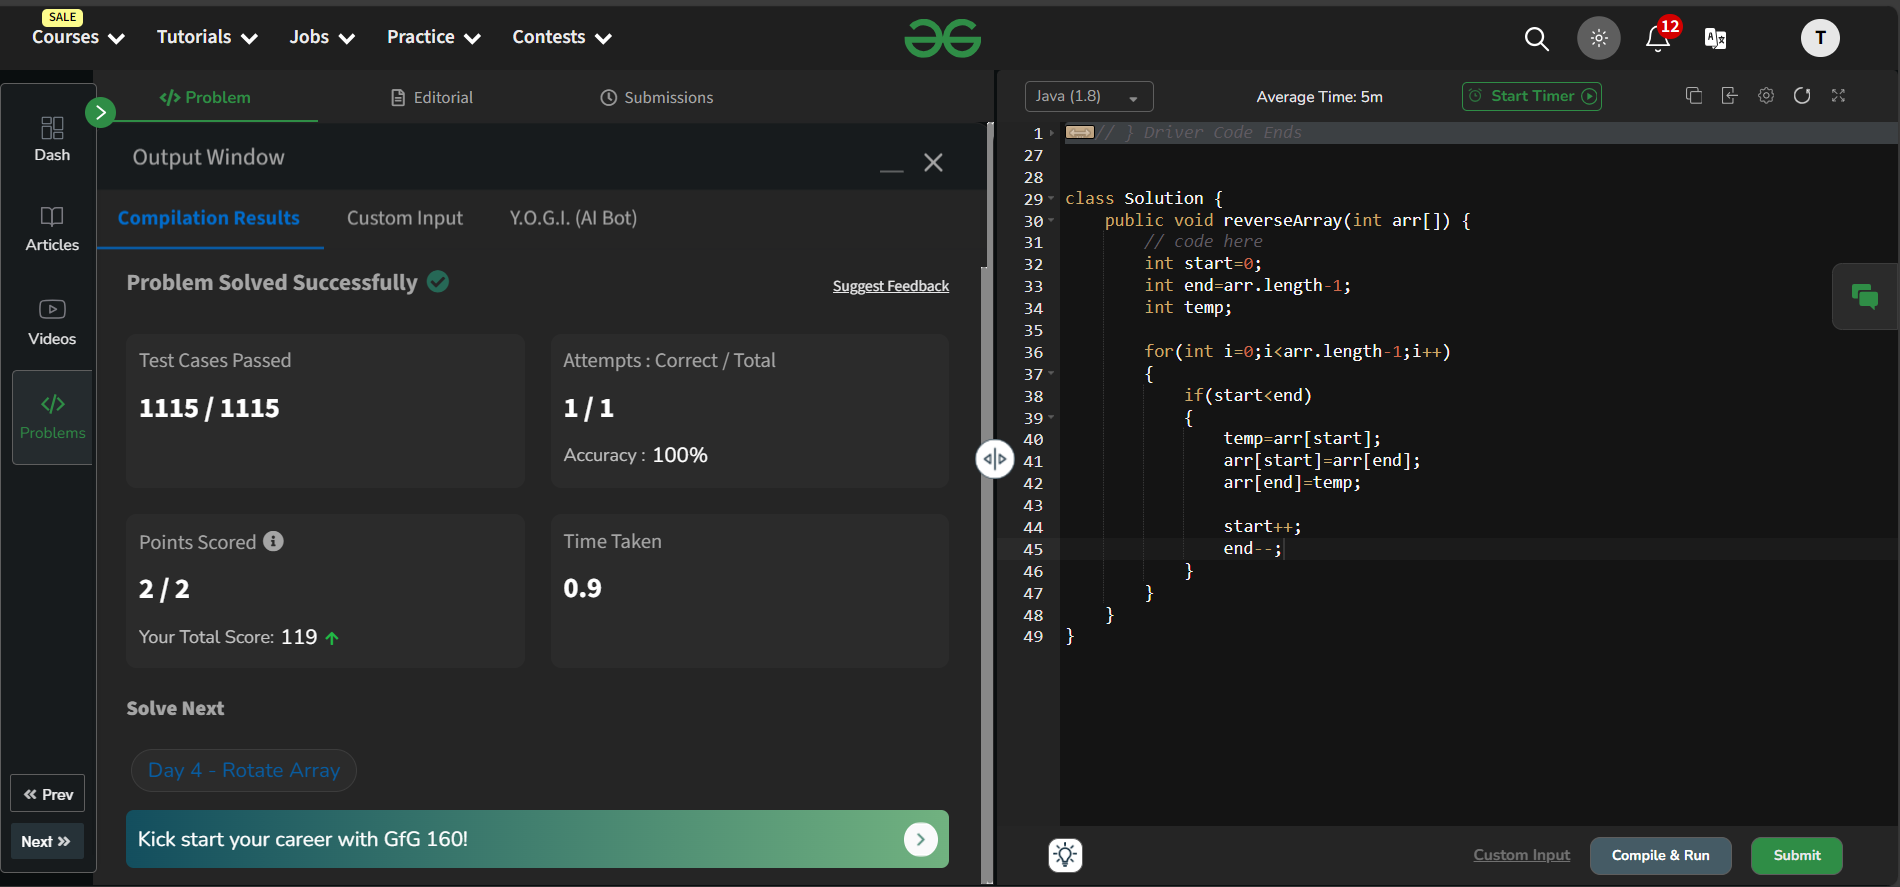 SALE
Courses Tutorials Jobs Practice Contests
12
T
Problem Editorial Submissions
Dash
Articles
Videos
Problems
Prev
Next
Output Window
Compilation Results Custom Input Y.O.G.I. (AI Bot)
Problem Solved Successfully
Suggest Feedback
Test Cases Passed
1115 / 1115
Attempts : Correct / Total
1 / 1
Accuracy : 100%
Points Scored
2 / 2
Your Total Score: 119
Time Taken
0.9
Solve Next
Day 4 - Rotate Array
Kick start your career with GfG 160!
Java (1.8) Average Time: 5m Start Timer
1 // } Driver Code Ends
27
28
29 class Solution {
30 public void reverseArray(int arr[]) {
31 // code here
32 int start=0;
33 int end=arr.length-1;
34 int temp;
35
36 for(int i=0;i<arr.length-1;i++)
37 {
38 if(start<end)
39 {
40 temp=arr[start];
41 arr[start]=arr[end];
42 arr[end]=temp;
43
44 start++;
45 end--;
46 }
47 }
48 }
49 }
Custom Input Compile & Run Submit